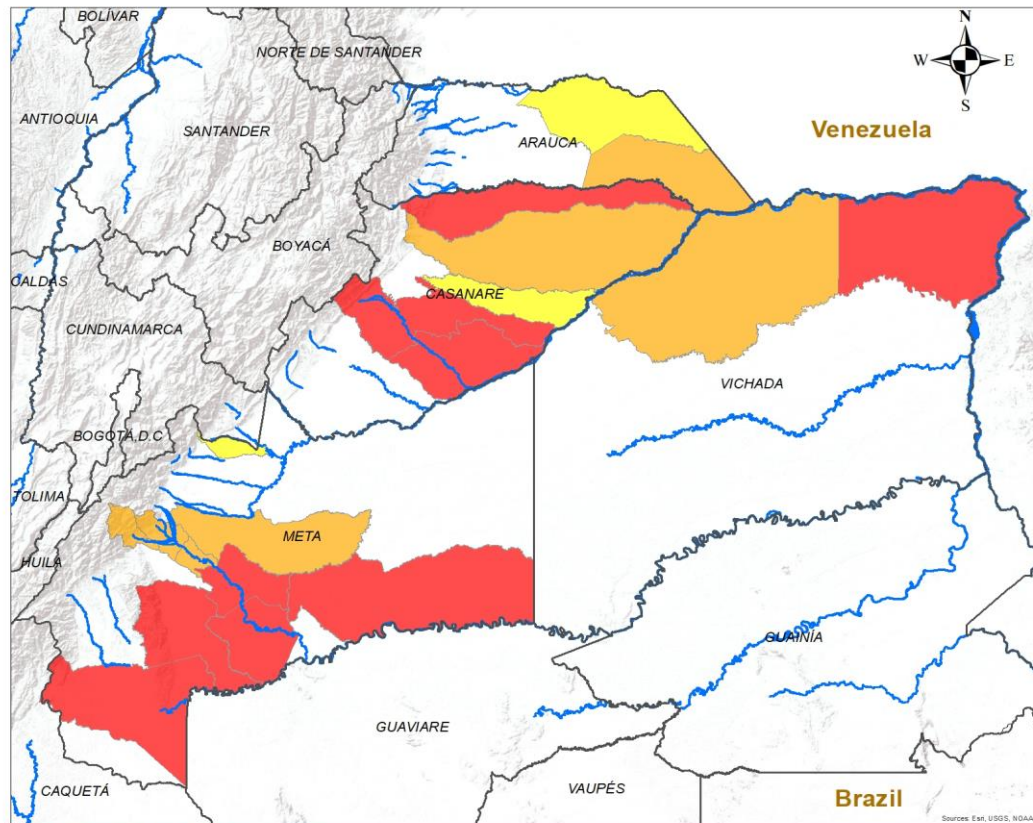 BOLÍVAR
NORTE DE SANTANDER
N
W
E
S
ANTIOQUIA
SANTANDER
ARAUCA
Venezuela
BOYACÁ
CALDAS
CASANARE
CUNDINAMARCA
VICHADA
BOGOTÁ,D.C
TOLIMA
META
HUILA
GUAINÍA
GUAVIARE
CAQUETÁ
VAUPÉS
Brazil
Sources: Esri, USGS, NOAA